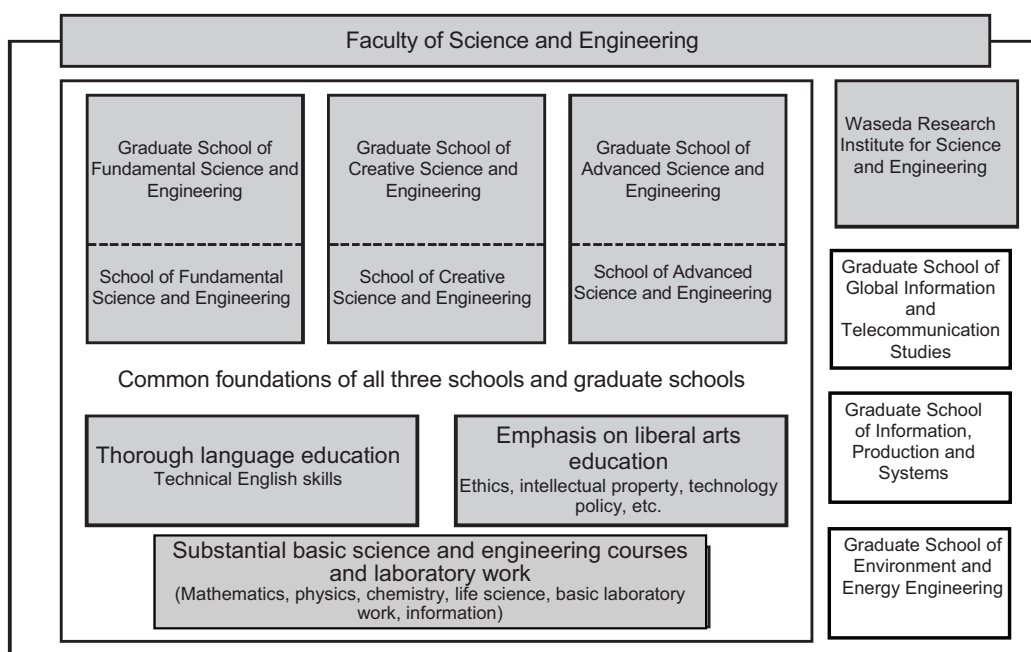 Faculty of Science and Engineering
Graduate School of
Fundamental Science and
Engineering
School of Fundamental
Science and Engineering
Graduate School of
Creative Science and
Engineering
School of Creative
Science and Engineering
Graduate School of
Advanced Science and
Engineering
School of Advanced
Science and Engineering
Common foundations of all three schools and graduate schools
Thorough language education
Technical English skills
Emphasis on liberal arts
education
Ethics, intellectual property, technology
policy, etc.
Substantial basic science and engineering courses
and laboratory work
(Mathematics, physics, chemistry, life science, basic laboratory
work, information)
Waseda Research
Institute for Science
and Engineering
Graduate School of
Global Information
and
Telecommunication
Studies
Graduate School
of Information,
Production and
Systems
Graduate School of
Environment and
Energy Engineering